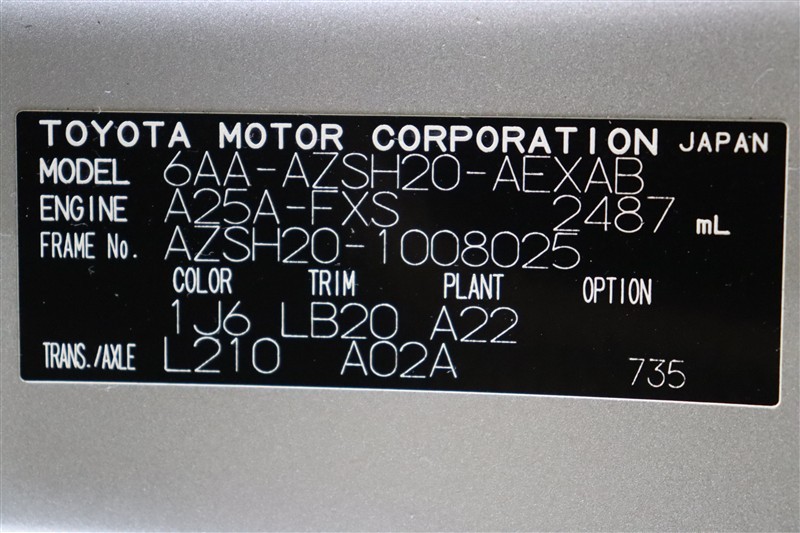 TOYOTA MOTOR CORPORATION JAPAN
MODEL 6AA-AZSH20-AEXAB
ENGINE A25A-FXS 2487 mL
FRAME No. AZSH20-1008025
COLOR TRIM PLANT OPTION
1J6 LB20 A22
TRANS./AXLE L210 A02A 735